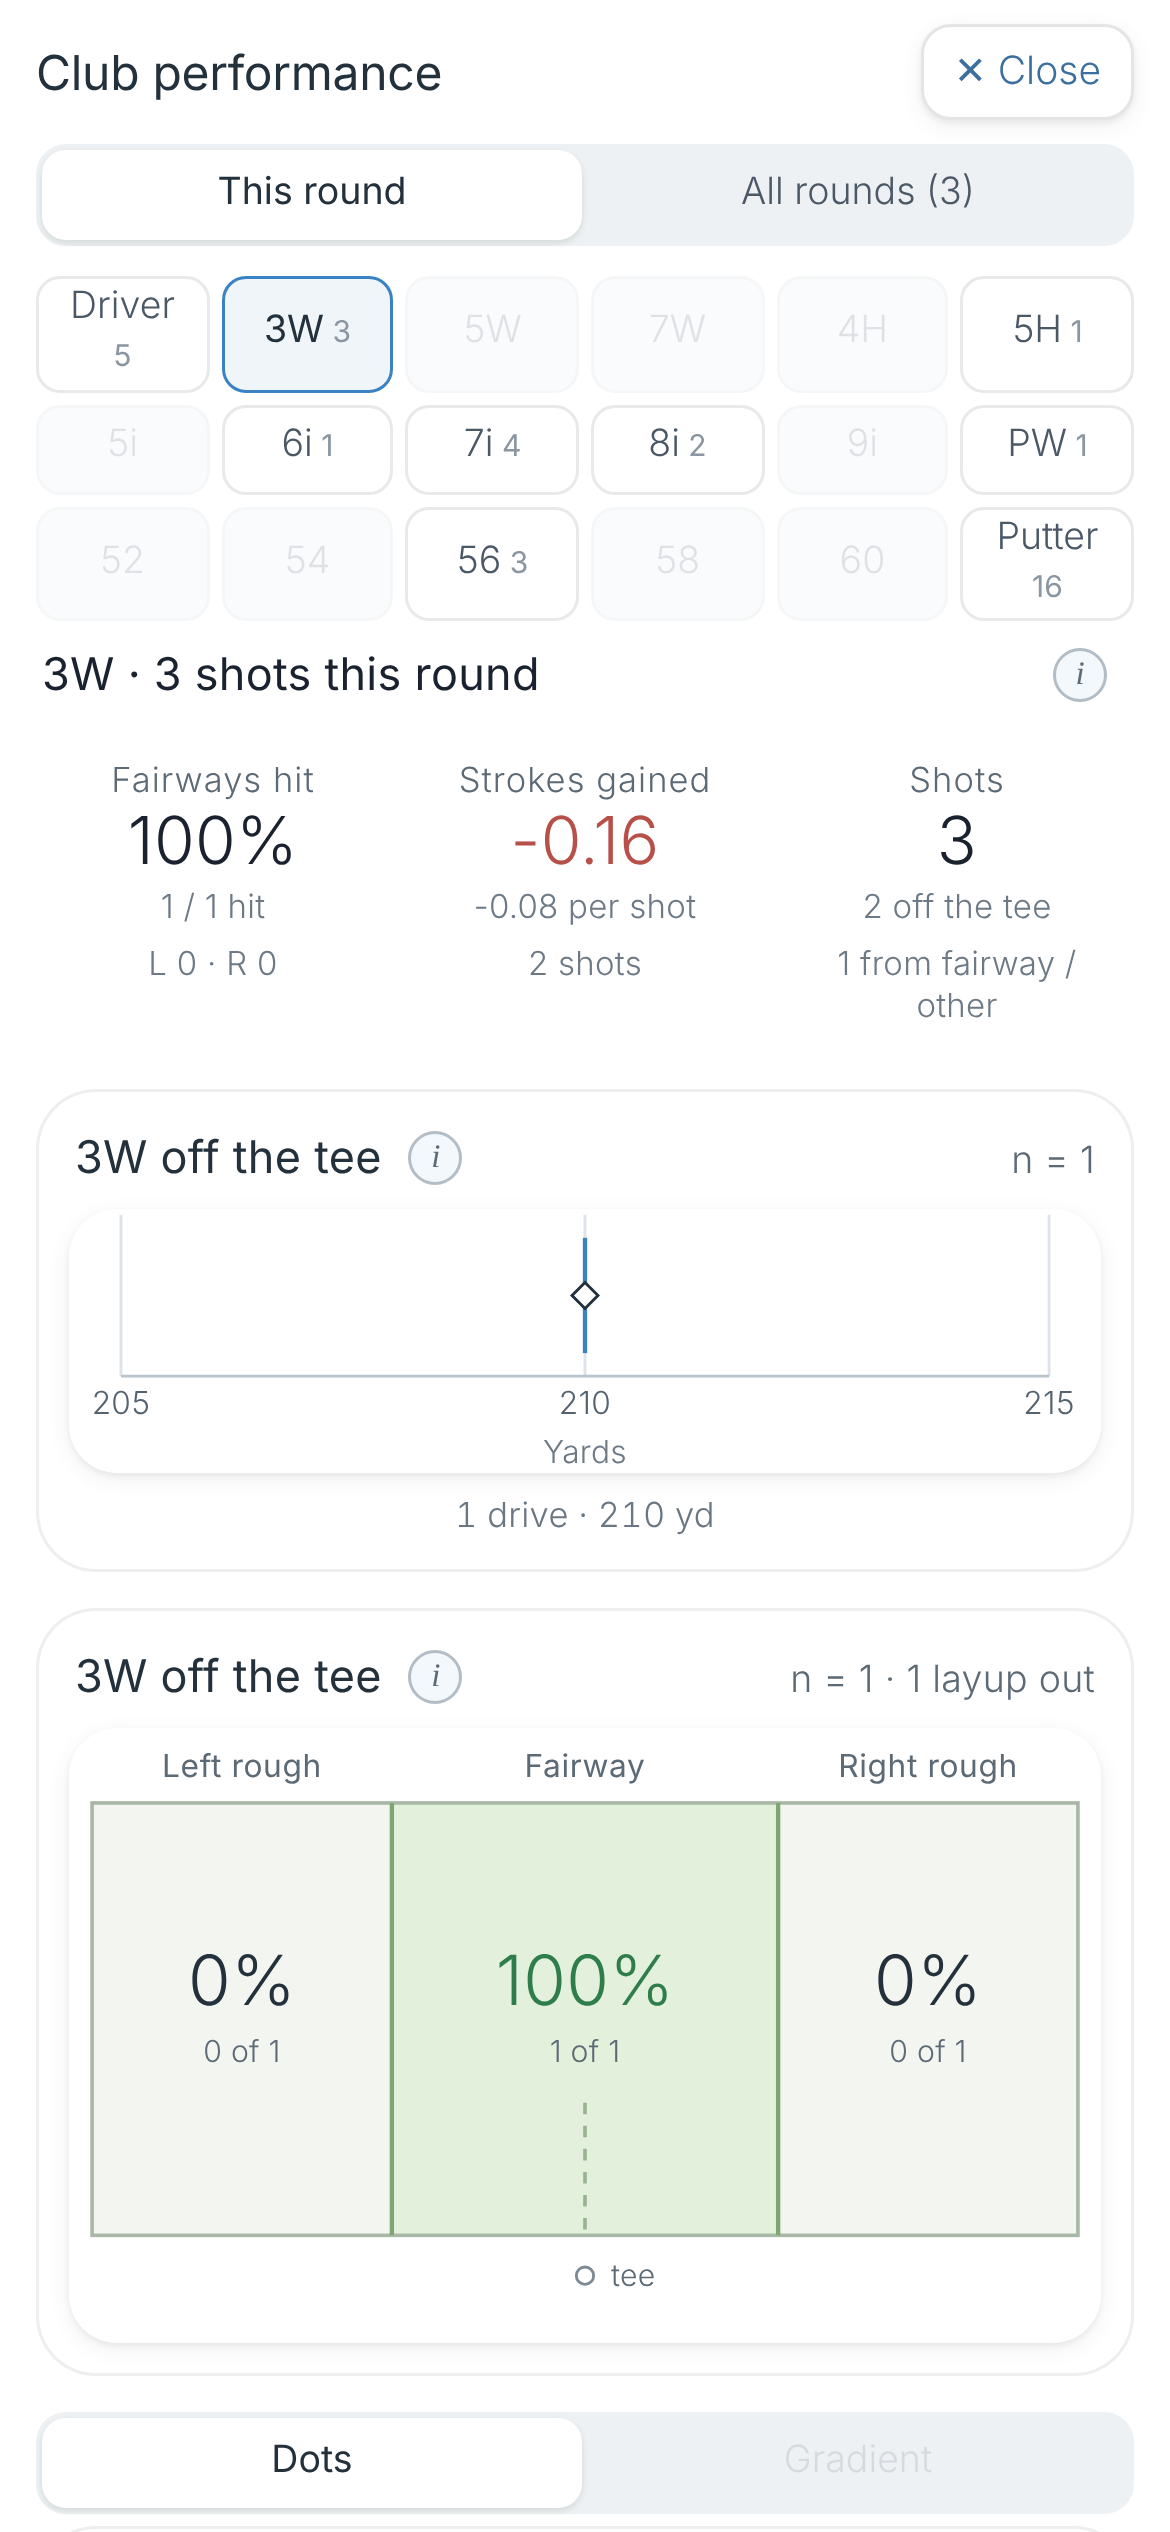 Club performance
✕ Close
This round
All rounds (3)
Driver
5
3W 3
5W
7W
4H
5H 1
5i
6i 1
7i 4
8i 2
9i
PW 1
52
54
56 3
58
60
Putter
16
3W · 3 shots this round
i
Fairways hit
Strokes gained
Shots
100%
-0.16
3
1 / 1 hit
-0.08 per shot
2 off the tee
L 0 · R 0
2 shots
1 from fairway /
other
3W off the tee
i
n = 1
205
210
215
Yards
1 drive · 210 yd
3W off the tee
i
n = 1 · 1 layup out
Left rough
Fairway
Right rough
0%
100%
0%
0 of 1
1 of 1
0 of 1
tee
Dots
Gradient